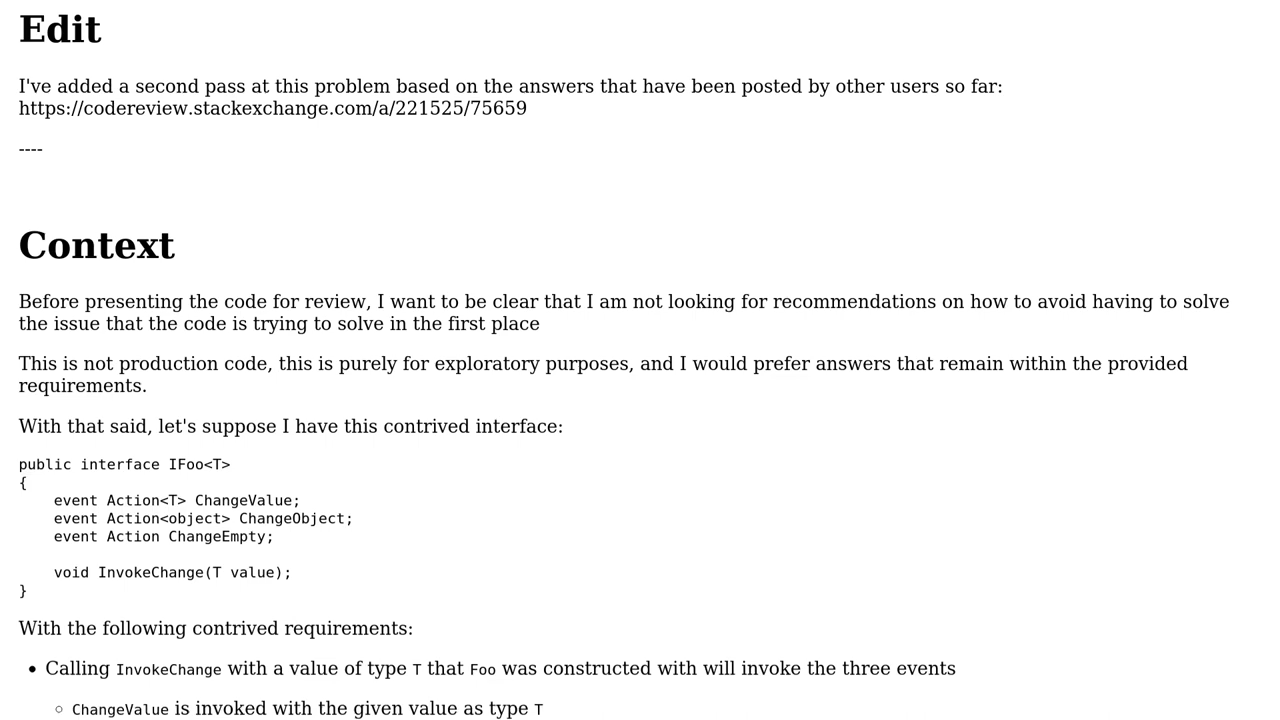 Edit
I've added a second pass at this problem based on the answers that have been posted by other users so far:
https://codereview.stackexchange.com/a/221525/75659
----
Context
Before presenting the code for review, I want to be clear that I am not looking for recommendations on how to avoid having to solve
the issue that the code is trying to solve in the first place
This is not production code, this is purely for exploratory purposes, and I would prefer answers that remain within the provided
requirements.
With that said, let's suppose I have this contrived interface:
public interface IFoo<T>
{
    event Action<T> ChangeValue;
    event Action<object> ChangeObject;
    event Action ChangeEmpty;
    void InvokeChange(T value);
}
With the following contrived requirements:
• Calling InvokeChange with a value of type T that Foo was constructed with will invoke the three events
◦ ChangeValue is invoked with the given value as type T